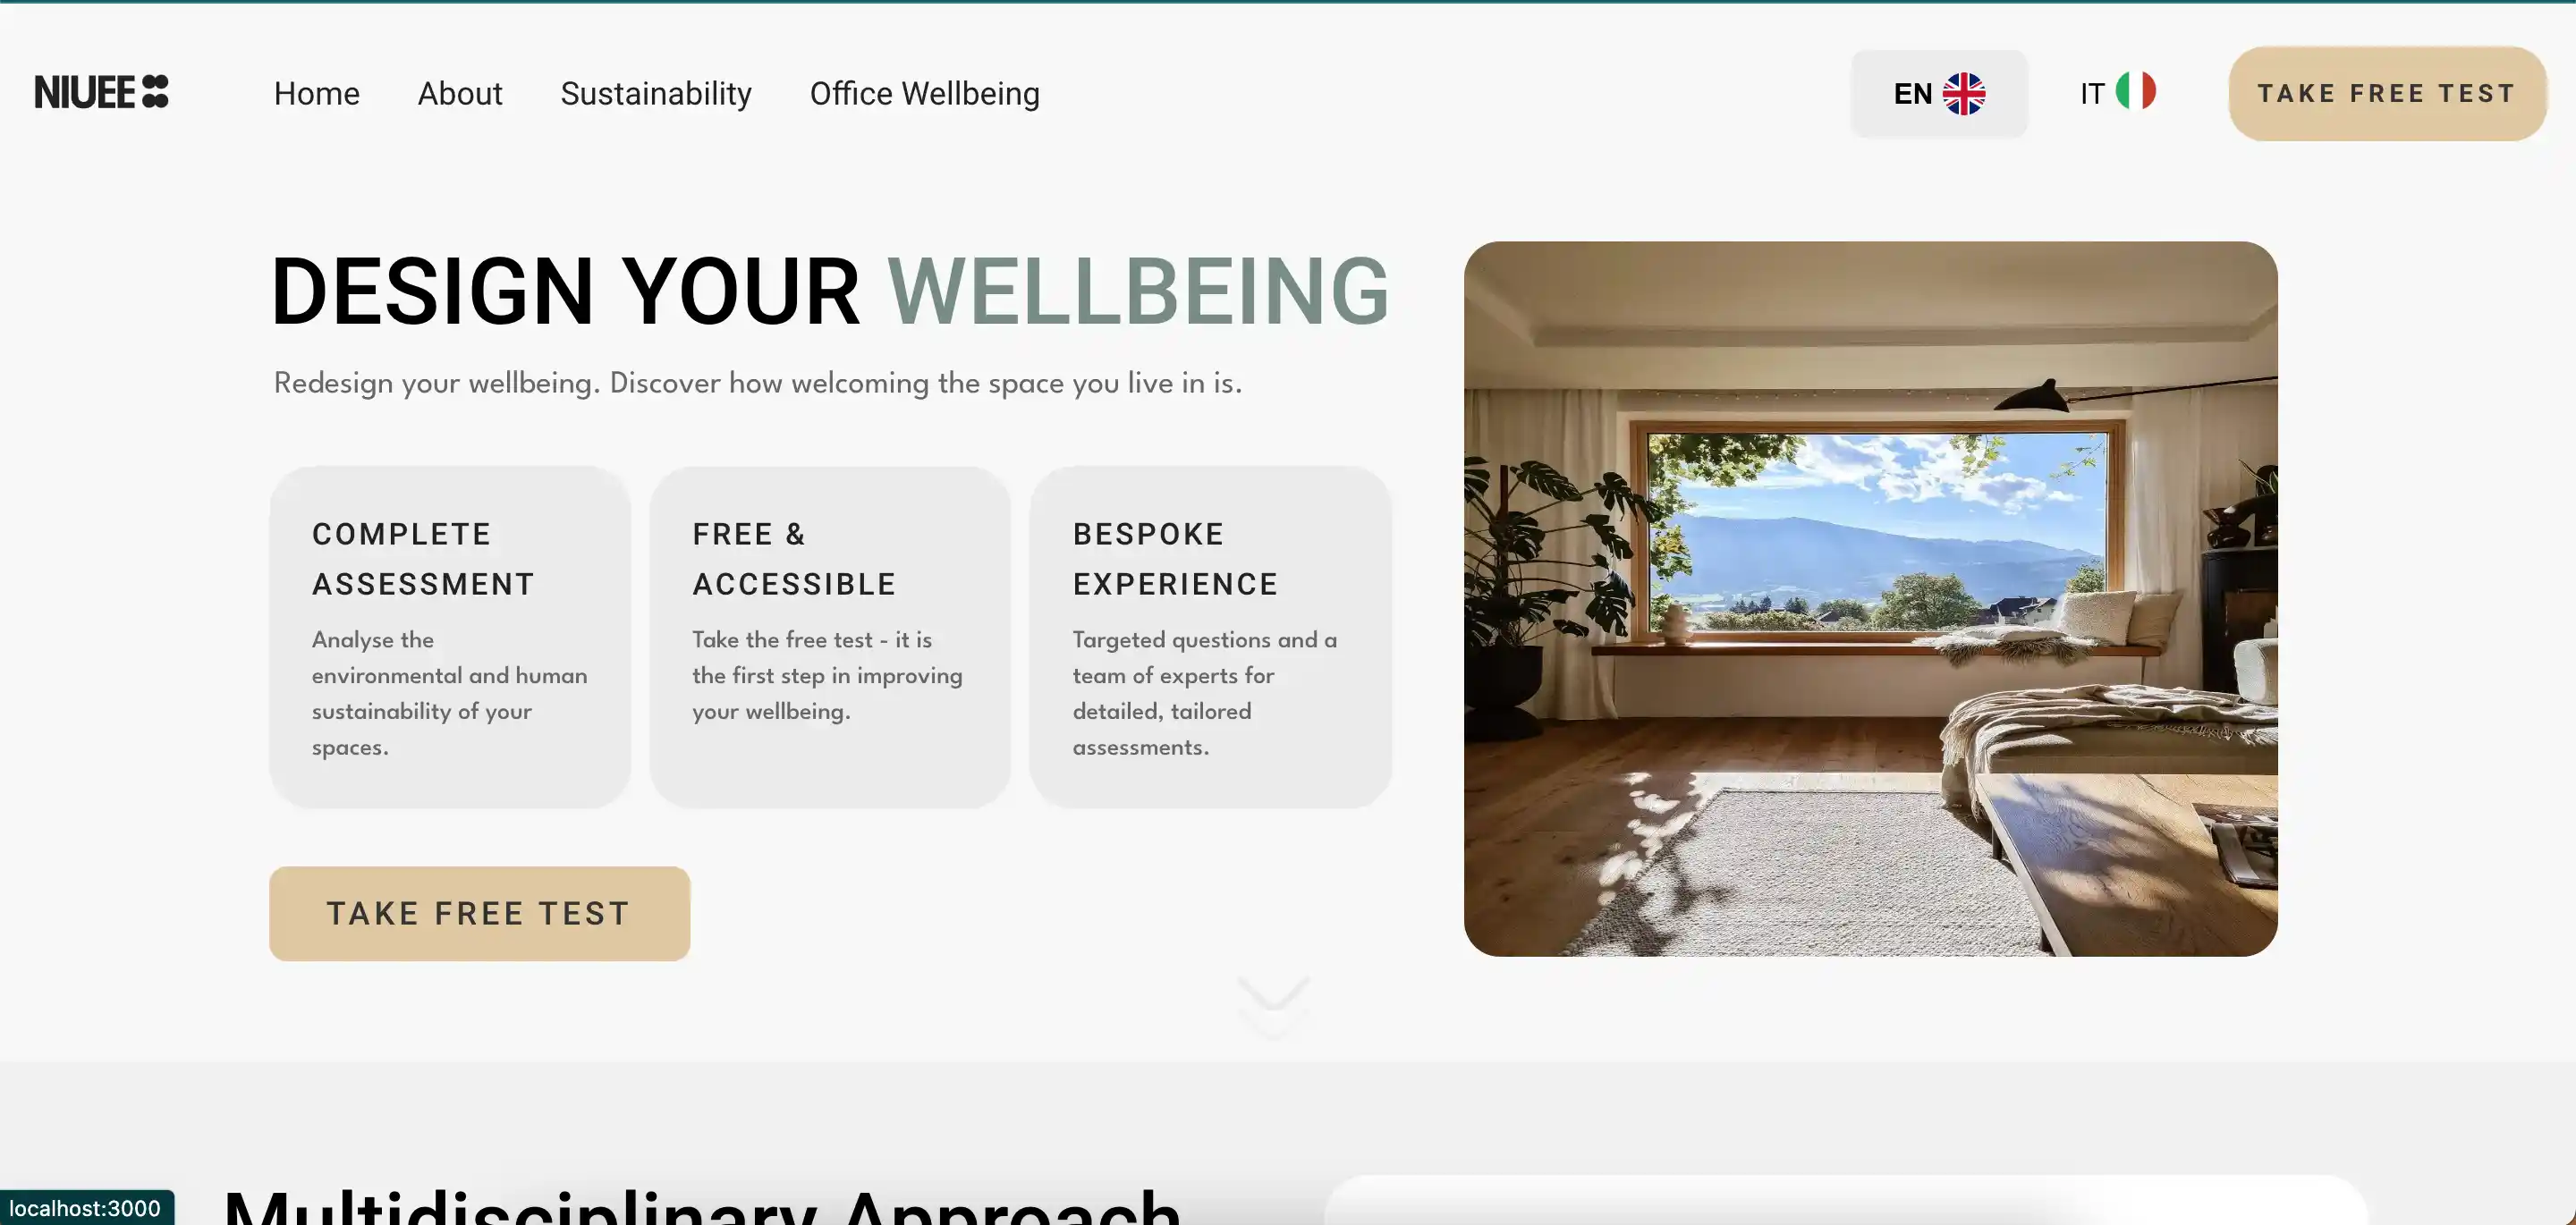 NIUEE
Home
About
Sustainability
Office Wellbeing
EN
IT
TAKE FREE TEST
DESIGN YOUR WELLBEING
Redesign your wellbeing. Discover how welcoming the space you live in is.
COMPLETE
ASSESSMENT
Analyse the
environmental and human
sustainability of your
spaces.
FREE &
ACCESSIBLE
Take the free test - it is
the first step in improving
your wellbeing.
BESPOKE
EXPERIENCE
Targeted questions and a
team of experts for
detailed, tailored
assessments.
TAKE FREE TEST
Multidisciplinary Approach
localhost:3000